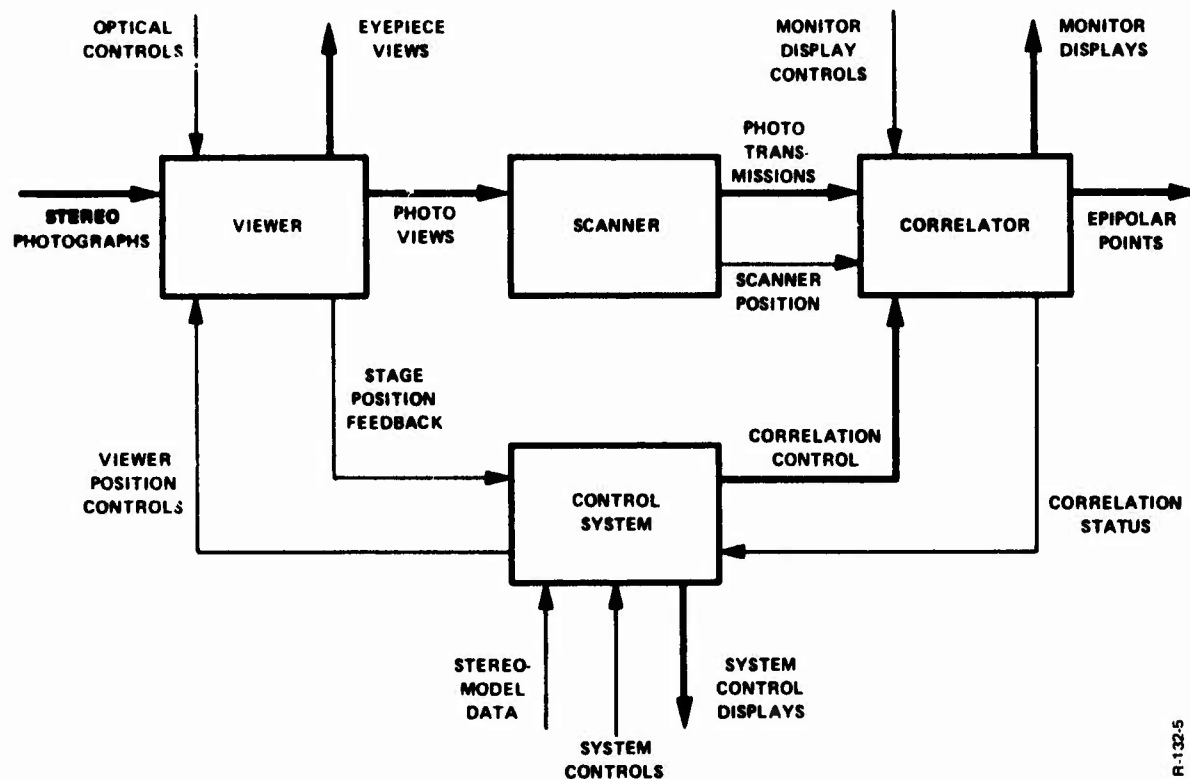 OPTICAL
CONTROLS
EYEPIECE
VIEWS
MONITOR
DISPLAY
CONTROLS
MONITOR
DISPLAYS
STEREO
PHOTOGRAPHS
VIEWER
PHOTO
VIEWS
SCANNER
PHOTO
TRANS-
MISSIONS
SCANNER
POSITION
CORRELATOR
EPIPOLAR
POINTS
STAGE
POSITION
FEEDBACK
VIEWER
POSITION
CONTROLS
CONTROL
SYSTEM
CORRELATION
CONTROL
CORRELATION
STATUS
STEREO-
MODEL
DATA
SYSTEM
CONTROLS
SYSTEM
CONTROL
DISPLAYS
R-132-5